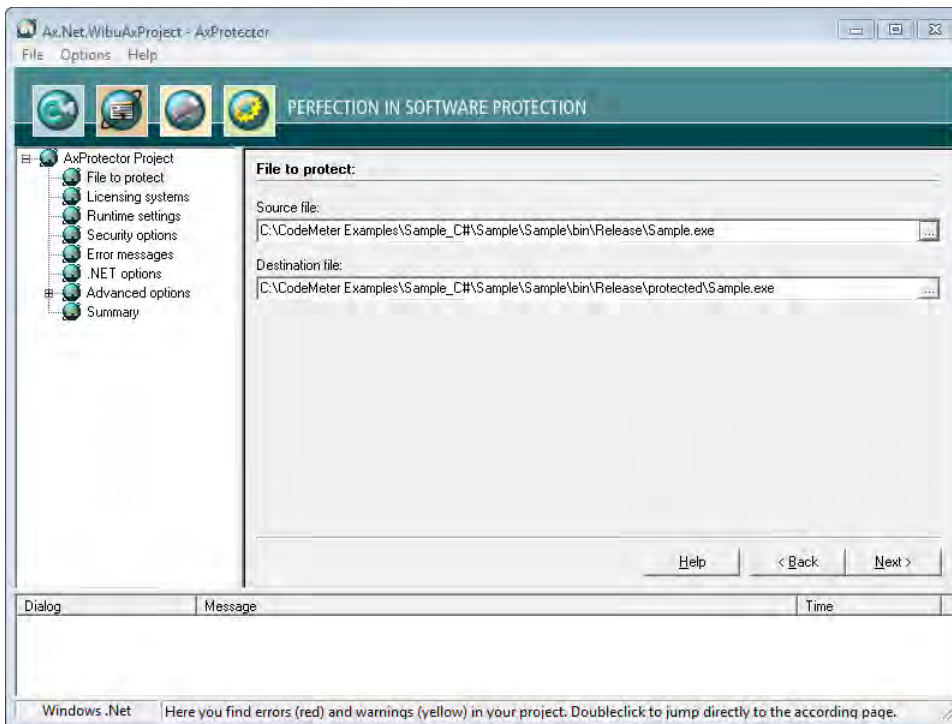 Ax.Net.WibuAxProject - AxProtector
File Options Help
PERFECTION IN SOFTWARE PROTECTION
AxProtector Project
File to protect
Licensing systems
Runtime settings
Security options
Error messages
.NET options
Advanced options
Summary
File to protect:
Source file:
C:\CodeMeter Examples\Sample_C#\Sample\Sample\bin\Release\Sample.exe
...
Destination file:
C:\CodeMeter Examples\Sample_C#\Sample\Sample\bin\Release\protected\Sample.exe
...
Help < Back Next >
Dialog Message Time
Windows .Net Here you find errors (red) and warnings (yellow) in your project. Doubleclick to jump directly to the according page.